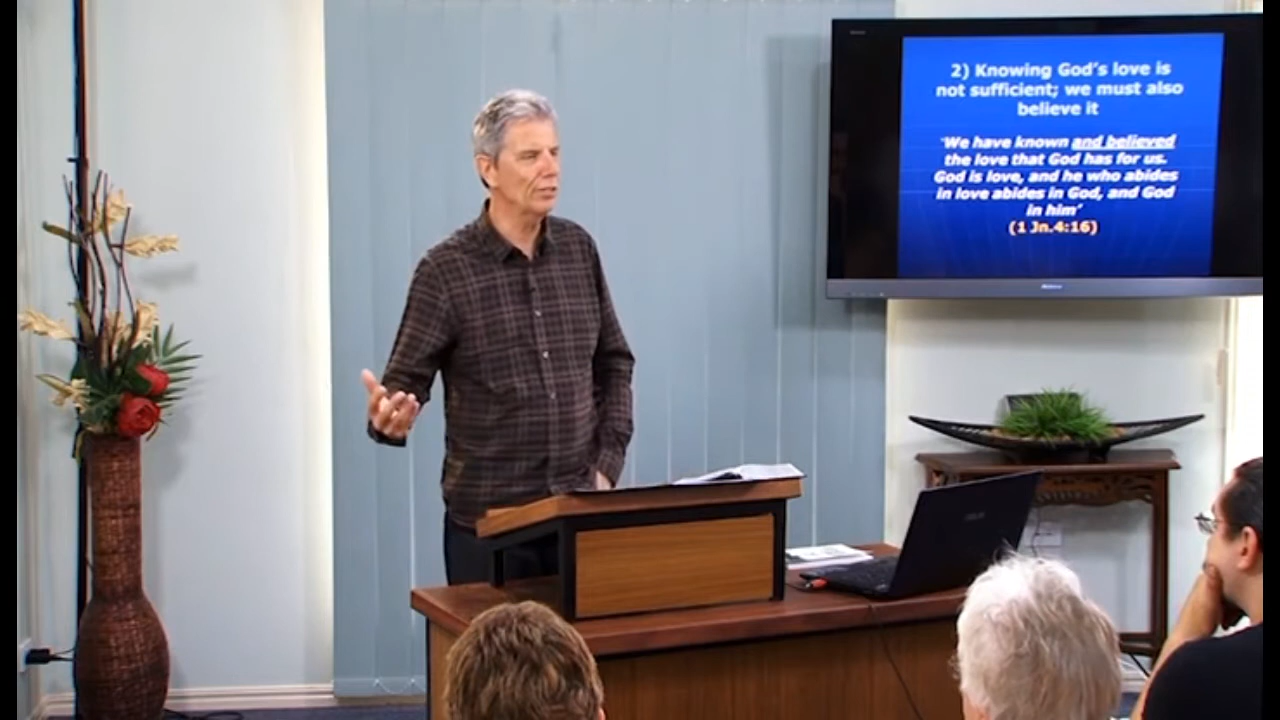 2) Knowing God's love is
not sufficient; we must also
believe it
'We have known and believed
the love that God has for us.
God is love, and he who abides
in love abides in God, and God
in him'
(1 Jn.4:16)
ASUS